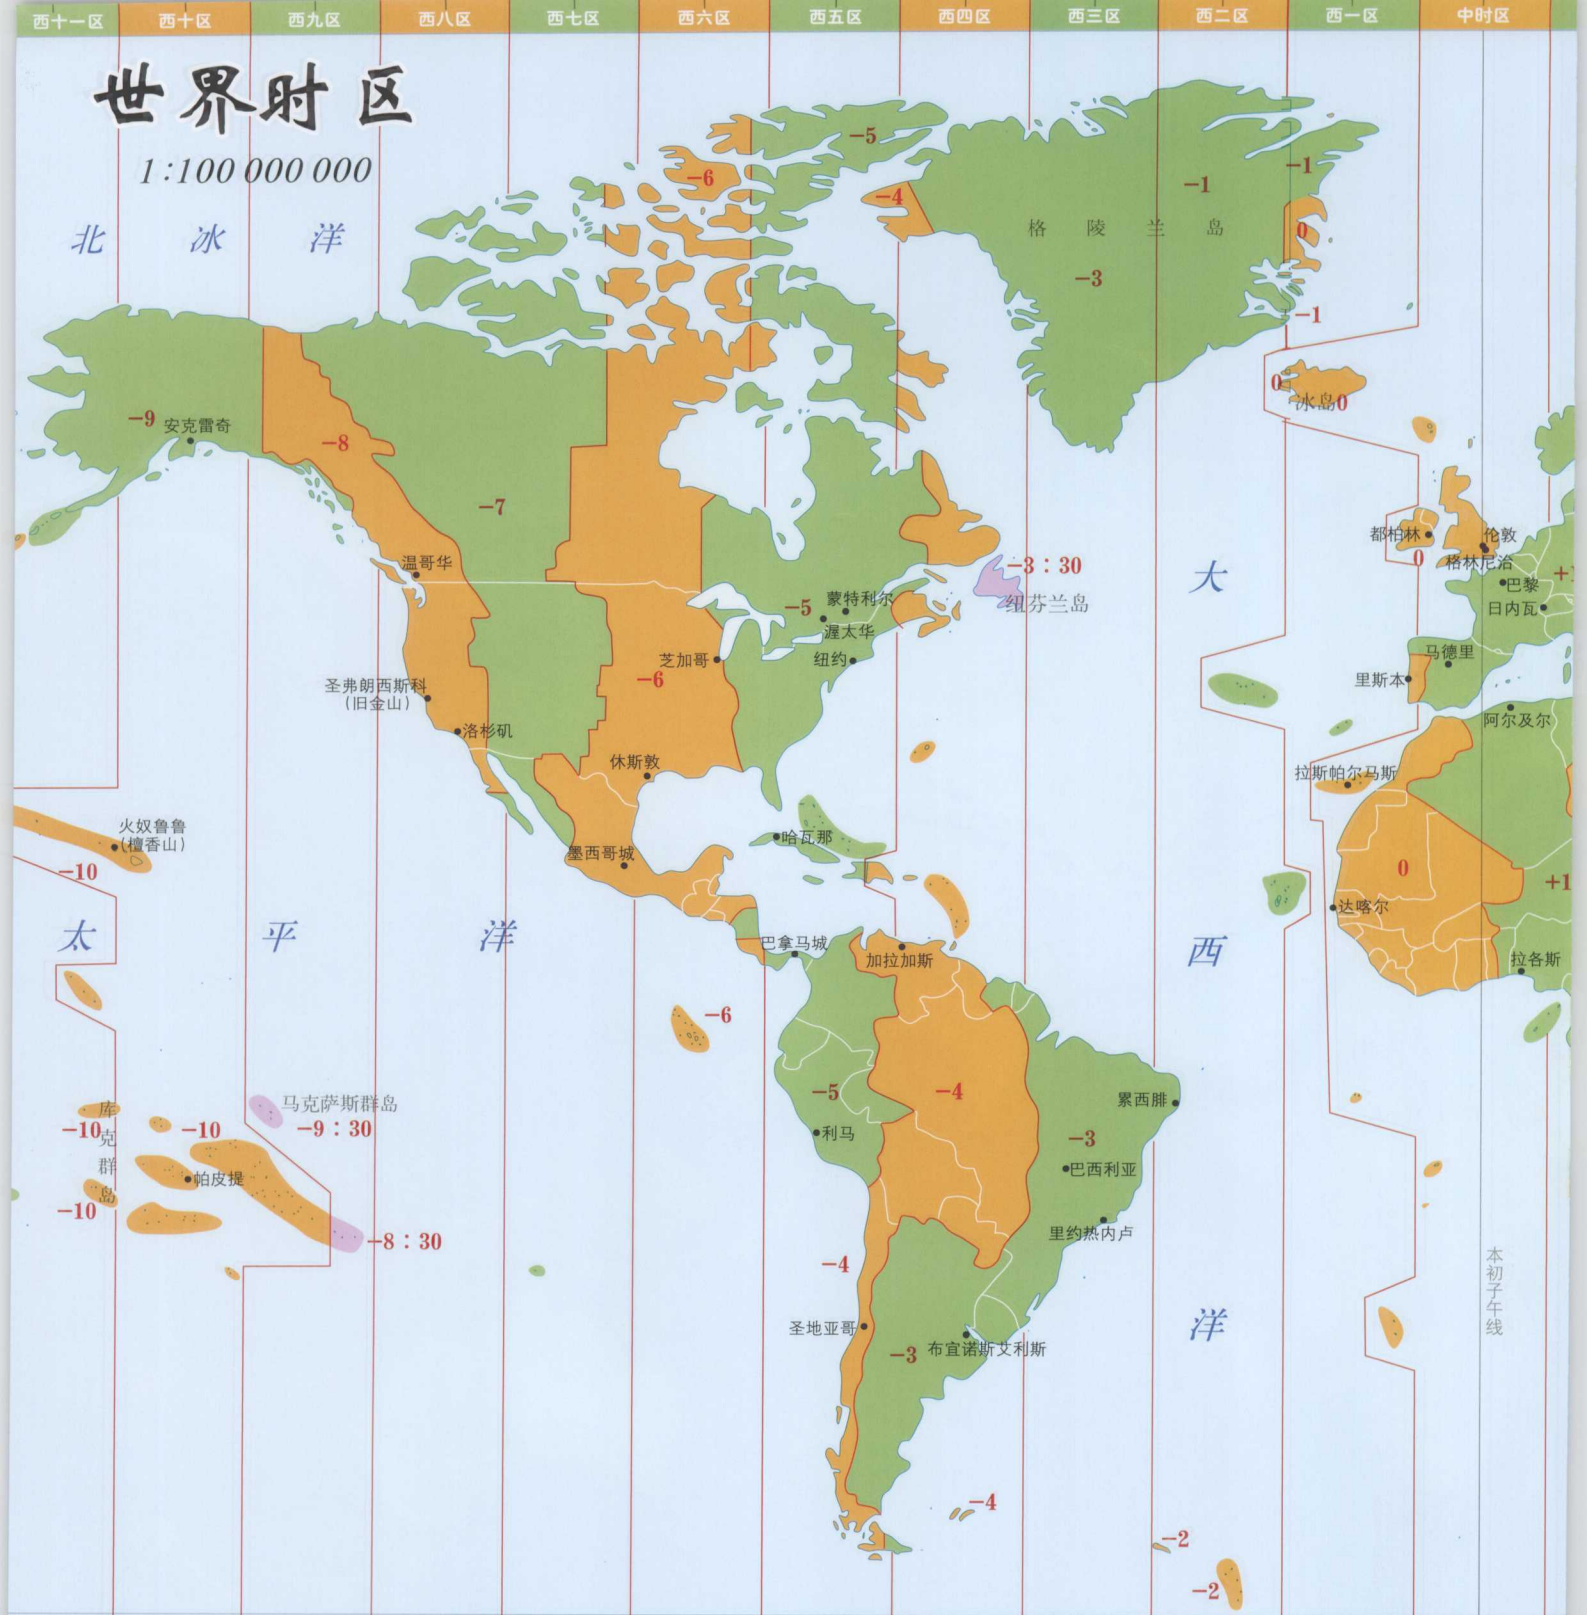 西十一区 西十区 西九区 西八区 西七区 西六区 西五区 西四区 西三区 西二区 西一区 中时区
世界时区
1:100 000 000
北 冰 洋
-5
-6
-4
-1
-1
格 陵 兰 岛
0
-3
-1
0
冰岛0
-9
安克雷奇
-8
-7
都柏林
伦敦
0
格林尼治
温哥华
-3:30
大
巴黎
+1
纽芬兰岛
日内瓦
-5
蒙特利尔
渥太华
纽约
芝加哥
-6
马德里
里斯本
圣弗朗西斯科
(旧金山)
洛杉矶
阿尔及尔
休斯敦
拉斯帕尔马斯
火奴鲁鲁
(檀香山)
哈瓦那
墨西哥城
-10
0
+1
达喀尔
太 平 洋
巴拿马城
西
加拉加斯
拉各斯
-6
-5
-4
马克萨斯群岛
库克群岛
-10
-10
-9:30
累西腓
利马
-3
帕皮提
巴西利亚
-10
-8:30
里约热内卢
-4
本初子午线
圣地亚哥
洋
-3
布宜诺斯艾利斯
-4
-2
-2